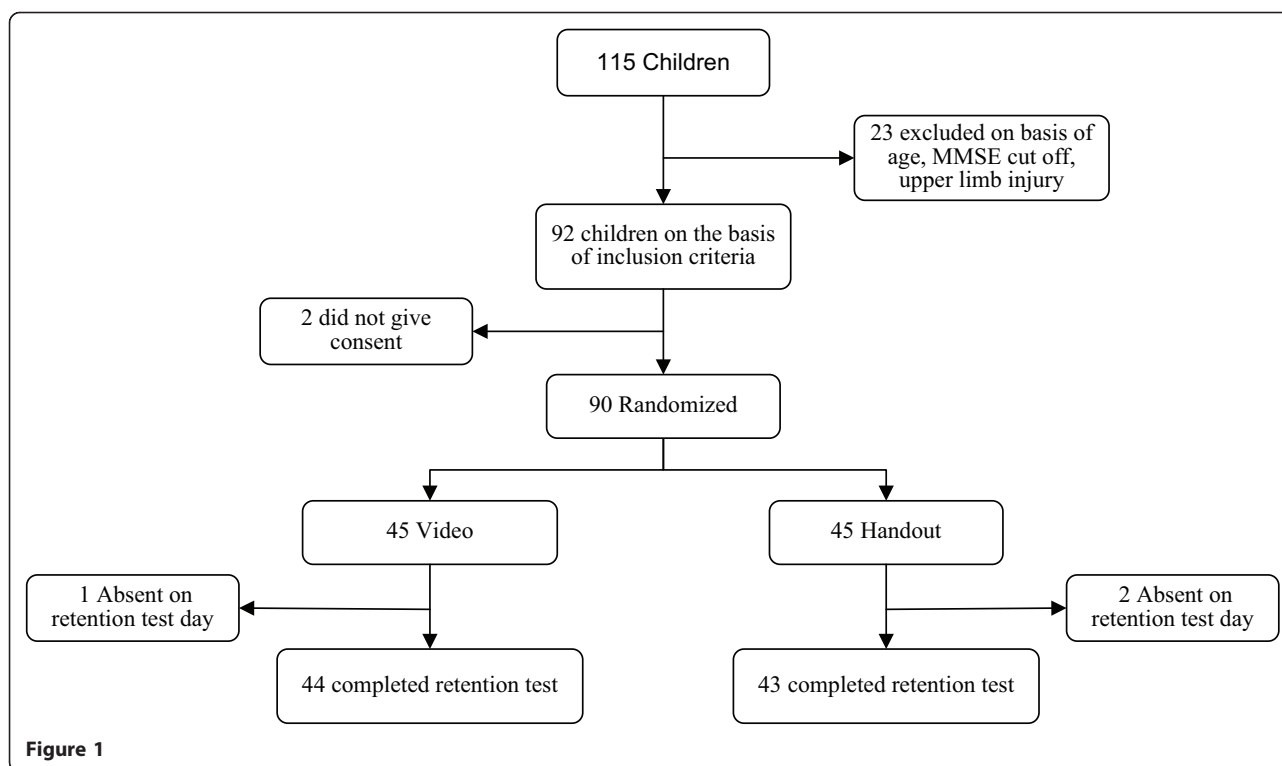 115 Children
23 excluded on basis of
age, MMSE cut off,
upper limb injury
92 children on the basis
of inclusion criteria
2 did not give
consent
90 Randomized
45 Video
45 Handout
1 Absent on
retention test day
2 Absent on
retention test day
44 completed retention test
43 completed retention test
Figure 1